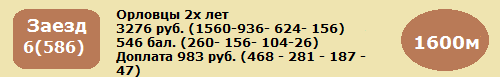 Заезд
6(586)
Орловцы 2х лет
3276 руб. (1560-936- 624- 156)
546 бал. (260- 156- 104-26)
Доплата 983 руб. (468 - 281 - 187 -
47)
1600м